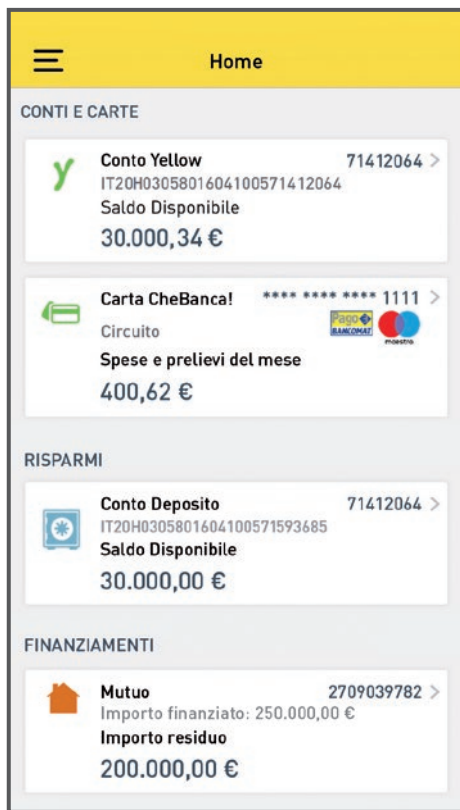 Home
CONTI E CARTE
y
Conto Yellow 71412064 >
IT20H0305801604100571412064
Saldo Disponibile
30.000,34 €
Carta CheBanca! **** **** **** 1111 >
Circuito Pago BANCOMAT maestro
Spese e prelievi del mese
400,62 €
RISPARMI
Conto Deposito 71412064 >
IT20H0305801604100571593685
Saldo Disponibile
30.000,00 €
FINANZIAMENTI
Mutuo 2709039782 >
Importo finanziato: 250.000,00 €
Importo residuo
200.000,00 €